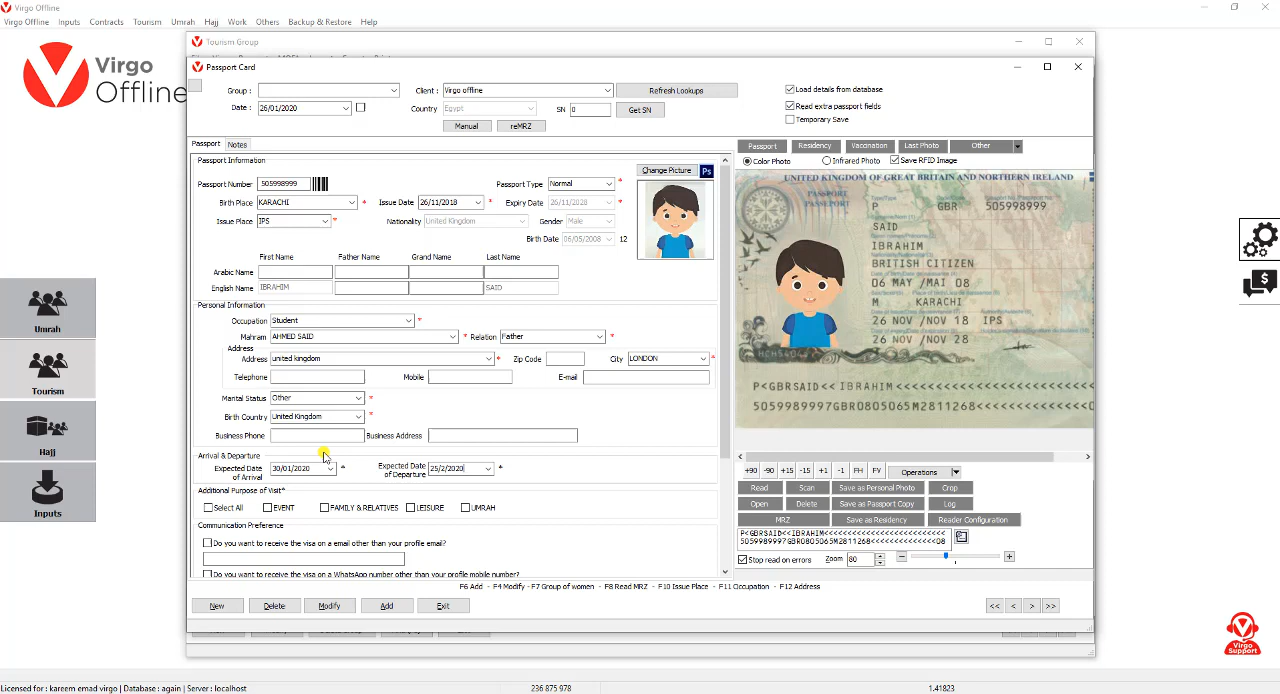 Virgo Offline
Virgo Offline Inputs Contracts Tourism Umrah Hajj Work Others Backup & Restore Help
Virgo
Offline
Tourism Group
Passport Card
Group :
Client : Virgo offline
Refresh Lookups
Load details from database
Date : 26/01/2020
Country Egypt
SN 0
Get SN
Read extra passport fields
Manual
reMRZ
Temporary Save
Passport Notes
Passport Residency Vaccination Last Photo Other
Color Photo Infrared Photo Save RFID Image
Passport Information
Change Picture
Ps
Passport Number 505998999
Passport Type Normal *
Birth Place KARACHI * Issue Date 26/11/2018 * Expiry Date 26/11/2028 *
Issue Place IPS * Nationality United Kingdom Gender Male
Birth Date 06/05/2008 12
First Name Father Name Grand Name Last Name
Arabic Name
English Name IBRAHIM SAID
Personal Information
Occupation Student *
Mahram AHMED SAID * Relation Father *
Address
Address united kingdom * Zip Code City LONDON *
Telephone Mobile E-mail
Marital Status Other *
Birth Country United Kingdom *
Business Phone Business Address
Arrival & Departure
Expected Date of Arrival 30/01/2020 *
Expected Date of Departure 25/2/2020 *
Additional Purpose of Visit*
Select All EVENT FAMILY & RELATIVES LEISURE UMRAH
Communication Preference
Do you want to receive the visa on a email other than your profile email?
Do you want to receive the visa on a WhatsApp number other than your profile mobile number?
UNITED KINGDOM OF GREAT BRITAIN AND NORTHERN IRELAND
PASSPORT
PASSEPORT
P GBR 505998999
SAID
IBRAHIM
BRITISH CITIZEN
06 MAY /MAI 08
M KARACHI
26 NOV /NOV 18 IPS
26 NOV /NOV 28
P<GBRSAID<<IBRAHIM<<<<<<<<<<<<<<<<<<<<<<
5059989997GBR0805065M2811268<<<<<<<<<<
+90 -90 +15 -15 +1 -1 FH FV Operations
Read Scan Save as Personal Photo Crop
Open Delete Save as Passport Copy Log
MRZ Save as Residency Reader Configuration
P<GBRSAID<<IBRAHIM<<<<<<<<<<<<<<<<<<<<<<<<<
5059989997GBR0805065M2811268<<<<<<<<<<<<<<08
Stop read on errors Zoom 80
F6 Add - F4 Modify - F7 Group of women - F8 Read MRZ - F10 Issue Place - F11 Occupation - F12 Address
New Delete Modify Add Exit
<< < > >>
Umrah
Tourism
Hajj
Inputs
Virgo
Support
Licensed for : kareem emad virgo | Database : again | Server : localhost
236 875 978
1.41823